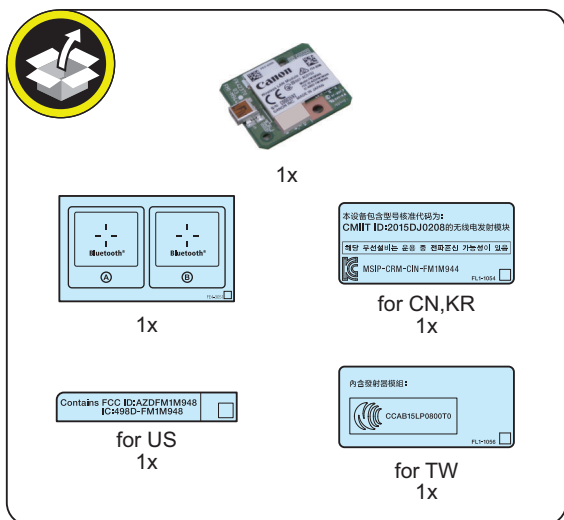 Canon
1x
Bluetooth®
Bluetooth®
A
B
1x
本设备包含型号核准代码为:
CMIIT ID:2015DJ0208的无线电发射模块
해당 무선설비는 운용 중 전파혼신 가능성이 있음
MSIP-CRM-CIN-FM1M944
FL1-1054
for CN,KR
1x
Contains FCC ID:AZDFM1M948
IC:498D-FM1M948
for US
1x
內含發射器模組:
CCAB15LP0800T0
FL1-1056
for TW
1x